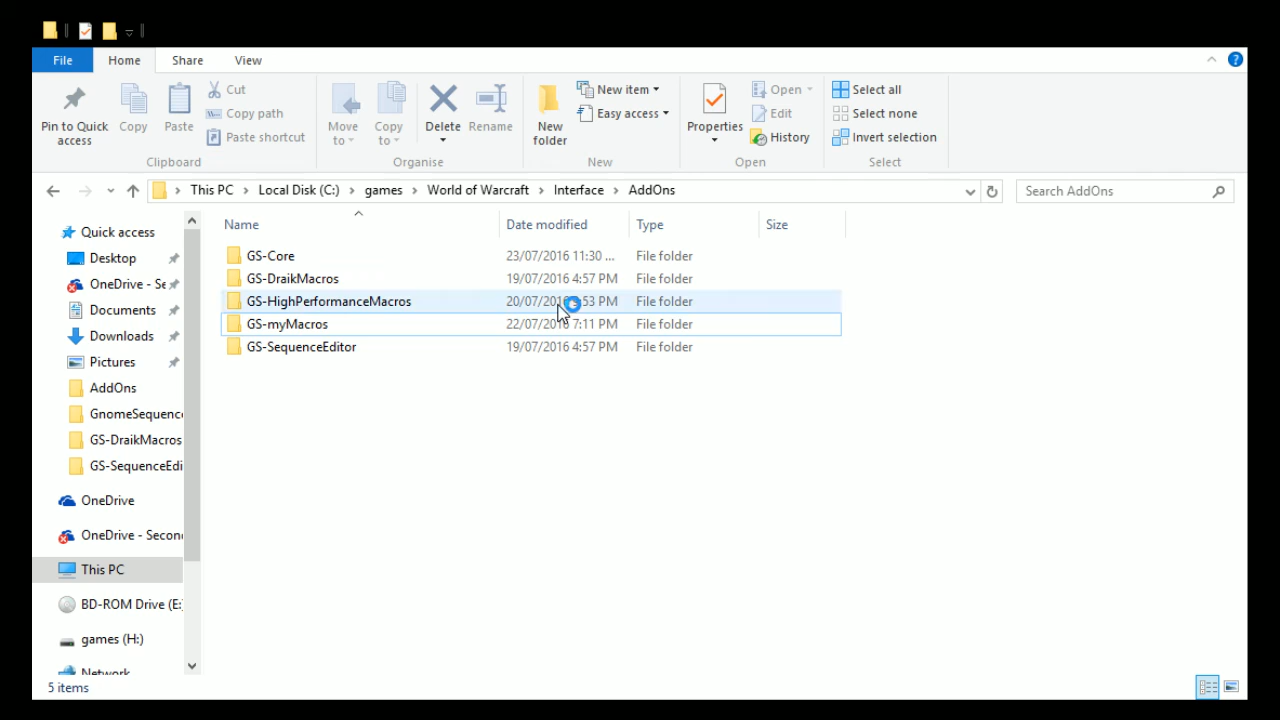 File Home Share View
Pin to Quick access
Copy
Paste
Cut
Copy path
Paste shortcut
Clipboard
Move to
Copy to
Delete
Rename
Organise
New folder
New item
Easy access
New
Properties
Open
Edit
History
Open
Select all
Select none
Invert selection
Select
This PC > Local Disk (C:) > games > World of Warcraft > Interface > AddOns
Search AddOns
Quick access
Desktop
OneDrive - Se
Documents
Downloads
Pictures
AddOns
GnomeSequenc
GS-DraikMacros
GS-SequenceEdi
OneDrive
OneDrive - Secon
This PC
BD-ROM Drive (E:
games (H:)
Network
Name Date modified Type Size
GS-Core 23/07/2016 11:30 ... File folder
GS-DraikMacros 19/07/2016 4:57 PM File folder
GS-HighPerformanceMacros 20/07/2016 :53 PM File folder
GS-myMacros 22/07/2016 7:11 PM File folder
GS-SequenceEditor 19/07/2016 4:57 PM File folder
5 items